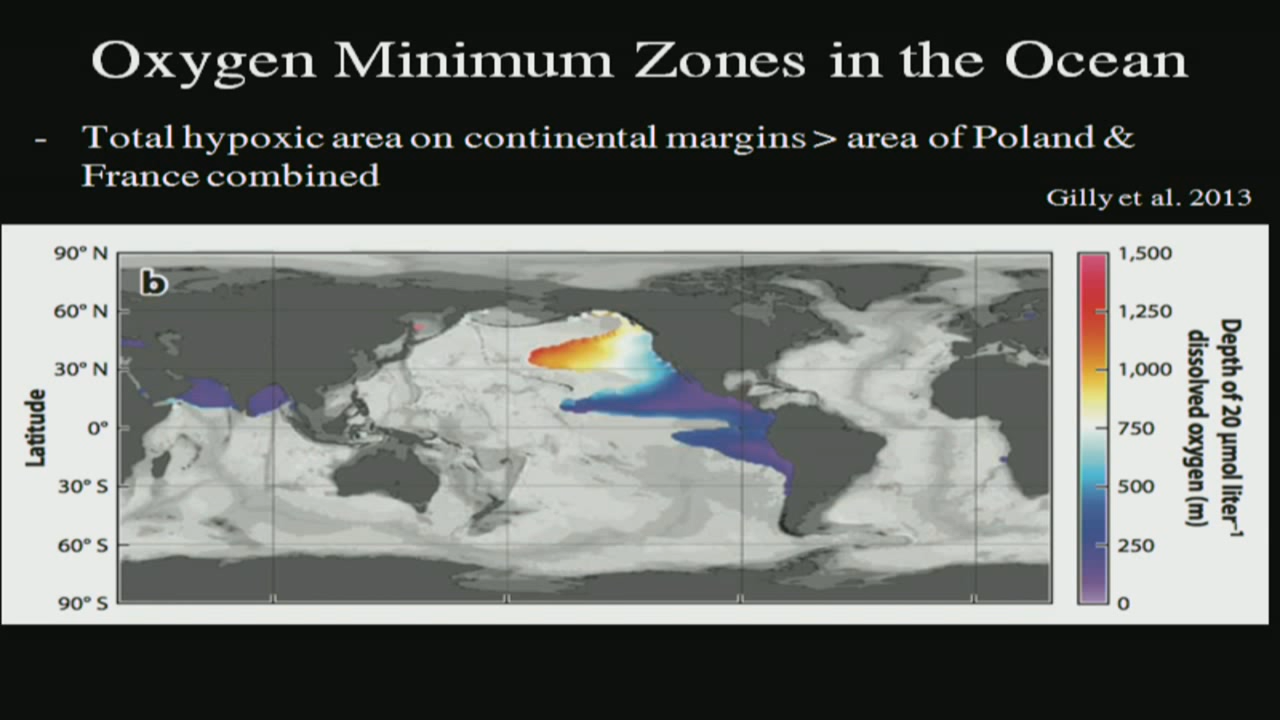 Oxygen Minimum Zones in the Ocean
- Total hypoxic area on continental margins > area of Poland &
France combined
Gilly et al. 2013
b
90° N
60° N
30° N
0°
30° S
60° S
90° S
Latitude
1,500
1,250
1,000
750
500
250
0
Depth of 20 μmol liter⁻¹
dissolved oxygen (m)